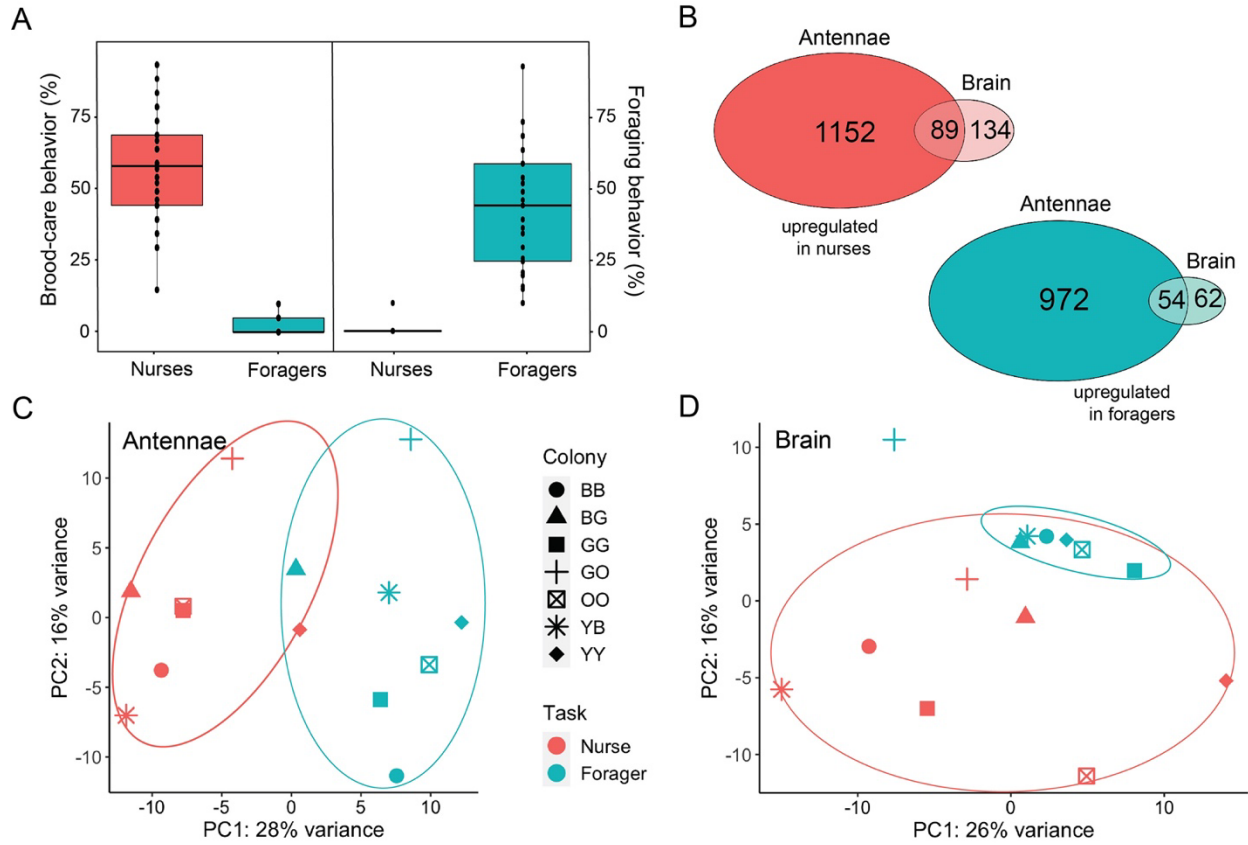 A
Brood-care behavior (%)
75
50
25
0
Nurses
Foragers
Nurses
Foragers
75
50
25
0
Foraging behavior (%)
B
Antennae
Brain
1152
89
134
upregulated
in nurses
Antennae
Brain
972
54
62
upregulated
in foragers
C
Antennae
PC2: 16% variance
10
5
0
-5
-10
-10
-5
0
5
10
PC1: 28% variance
Colony
BB
BG
GG
GO
OO
YB
YY
Task
Nurse
Forager
D
Brain
PC2: 16% variance
10
5
0
-5
-10
-10
0
10
PC1: 26% variance